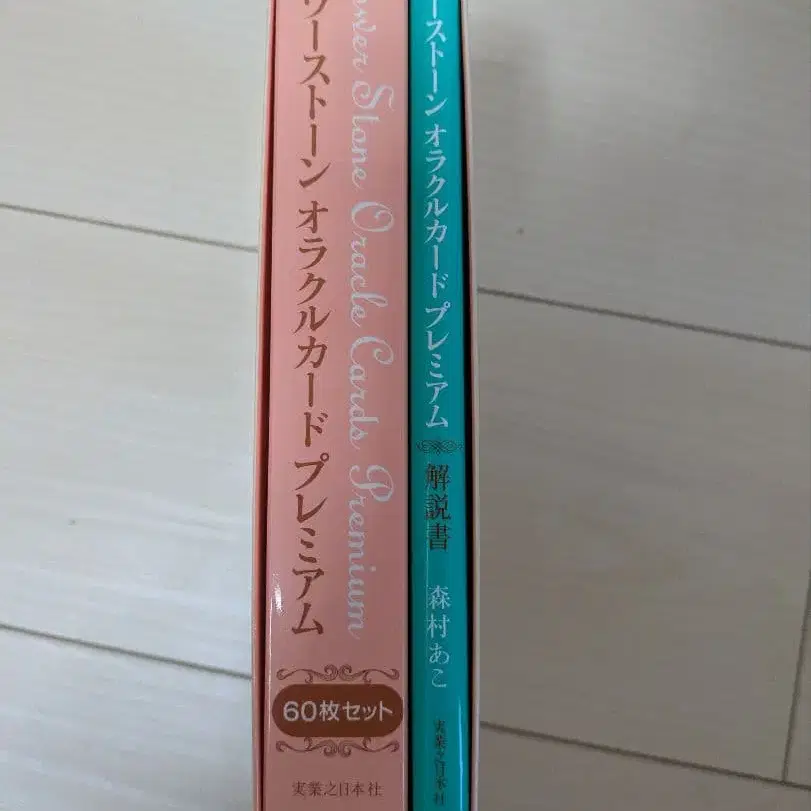 ワーストーン オラクルカード プレミアム
ower Stone Oracle Cards Premium
60枚セット
実業之日本社
ーストーン オラクルカード プレミアム
解説書
森村あこ
実業之日本社